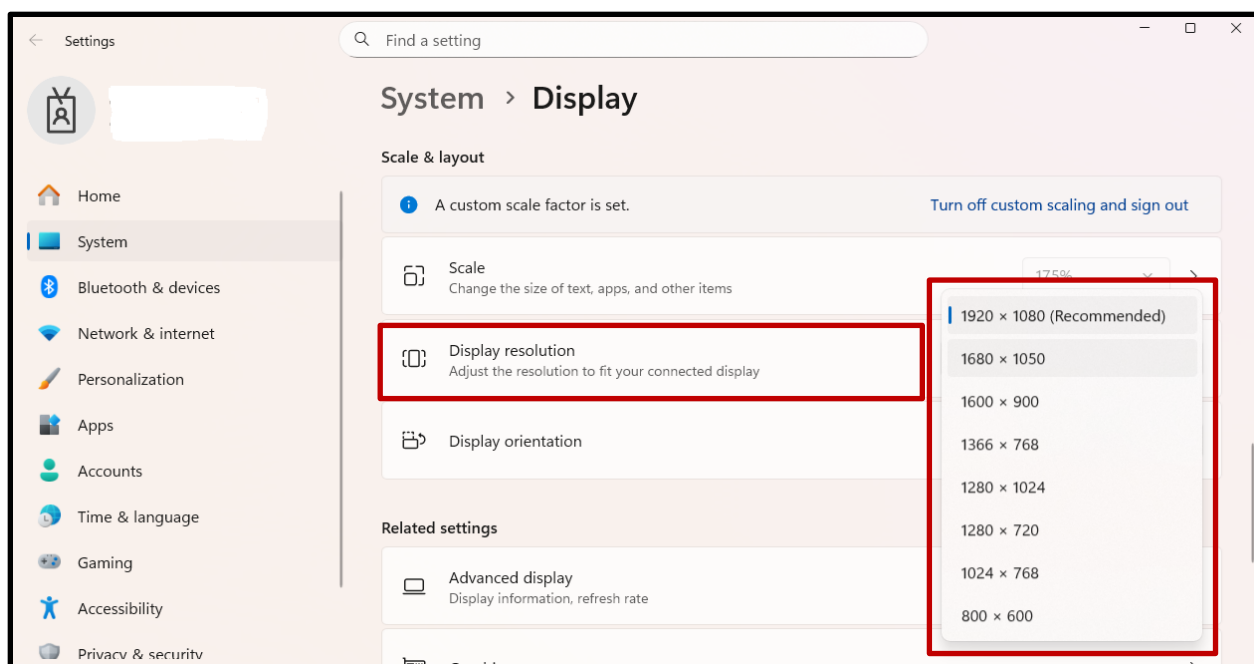 Settings
Find a setting
System > Display
Scale & layout
A custom scale factor is set.
Turn off custom scaling and sign out
Home
System
Bluetooth & devices
Network & internet
Personalization
Apps
Accounts
Time & language
Gaming
Accessibility
Privacy & security
Scale
175%
Change the size of text, apps, and other items
Display resolution
Adjust the resolution to fit your connected display
Display orientation
1920 × 1080 (Recommended)
1680 × 1050
1600 × 900
1366 × 768
1280 × 1024
1280 × 720
1024 × 768
800 × 600
Related settings
Advanced display
Display information, refresh rate